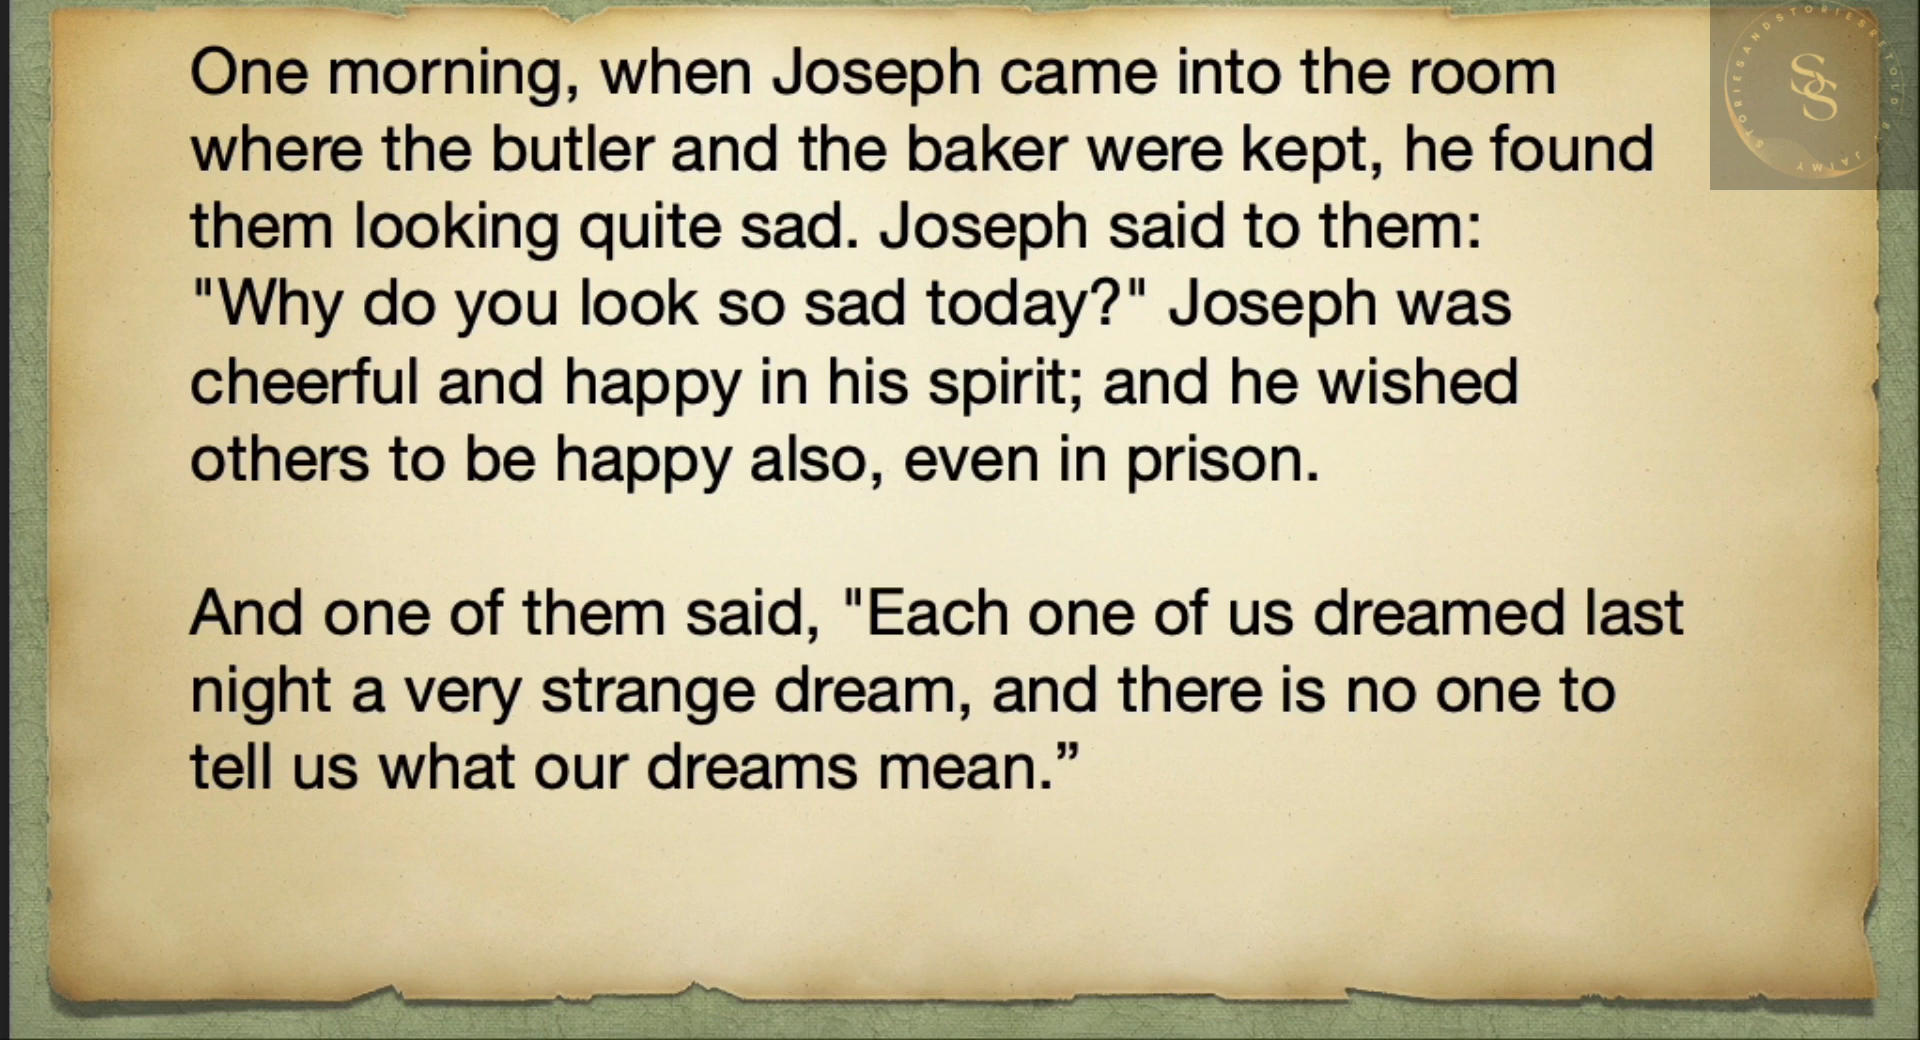 One morning, when Joseph came into the room
where the butler and the baker were kept, he found
them looking quite sad. Joseph said to them:
"Why do you look so sad today?" Joseph was
cheerful and happy in his spirit; and he wished
others to be happy also, even in prison.
And one of them said, "Each one of us dreamed last
night a very strange dream, and there is no one to
tell us what our dreams mean.”
SS
STORIESANDSTORIESRETOLD
JAIMY